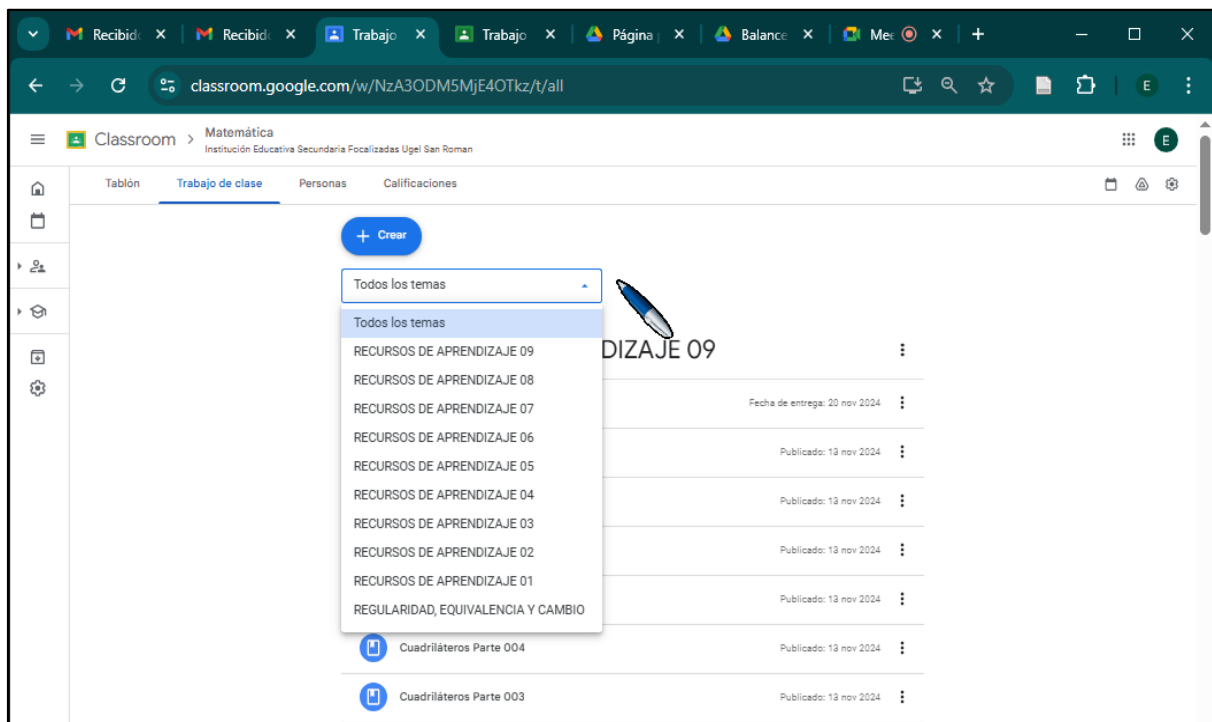 Recibid
Recibid
Trabajo
Trabajo
Página
Balance
Mee
classroom.google.com/w/NzA3ODM5MjE4OTkz/t/all
E
Classroom > Matemática
Institución Educativa Secundaria Focalizadas Ugel San Roman
E
Tablón Trabajo de clase Personas Calificaciones
+ Crear
Todos los temas
Todos los temas
RECURSOS DE APRENDIZAJE 09
DIZAJE 09
RECURSOS DE APRENDIZAJE 08
RECURSOS DE APRENDIZAJE 07
Fecha de entrega: 20 nov 2024
RECURSOS DE APRENDIZAJE 06
Publicado: 13 nov 2024
RECURSOS DE APRENDIZAJE 05
RECURSOS DE APRENDIZAJE 04
Publicado: 13 nov 2024
RECURSOS DE APRENDIZAJE 03
RECURSOS DE APRENDIZAJE 02
Publicado: 13 nov 2024
RECURSOS DE APRENDIZAJE 01
Publicado: 13 nov 2024
REGULARIDAD, EQUIVALENCIA Y CAMBIO
Cuadriláteros Parte 004 Publicado: 13 nov 2024
Cuadriláteros Parte 003 Publicado: 13 nov 2024